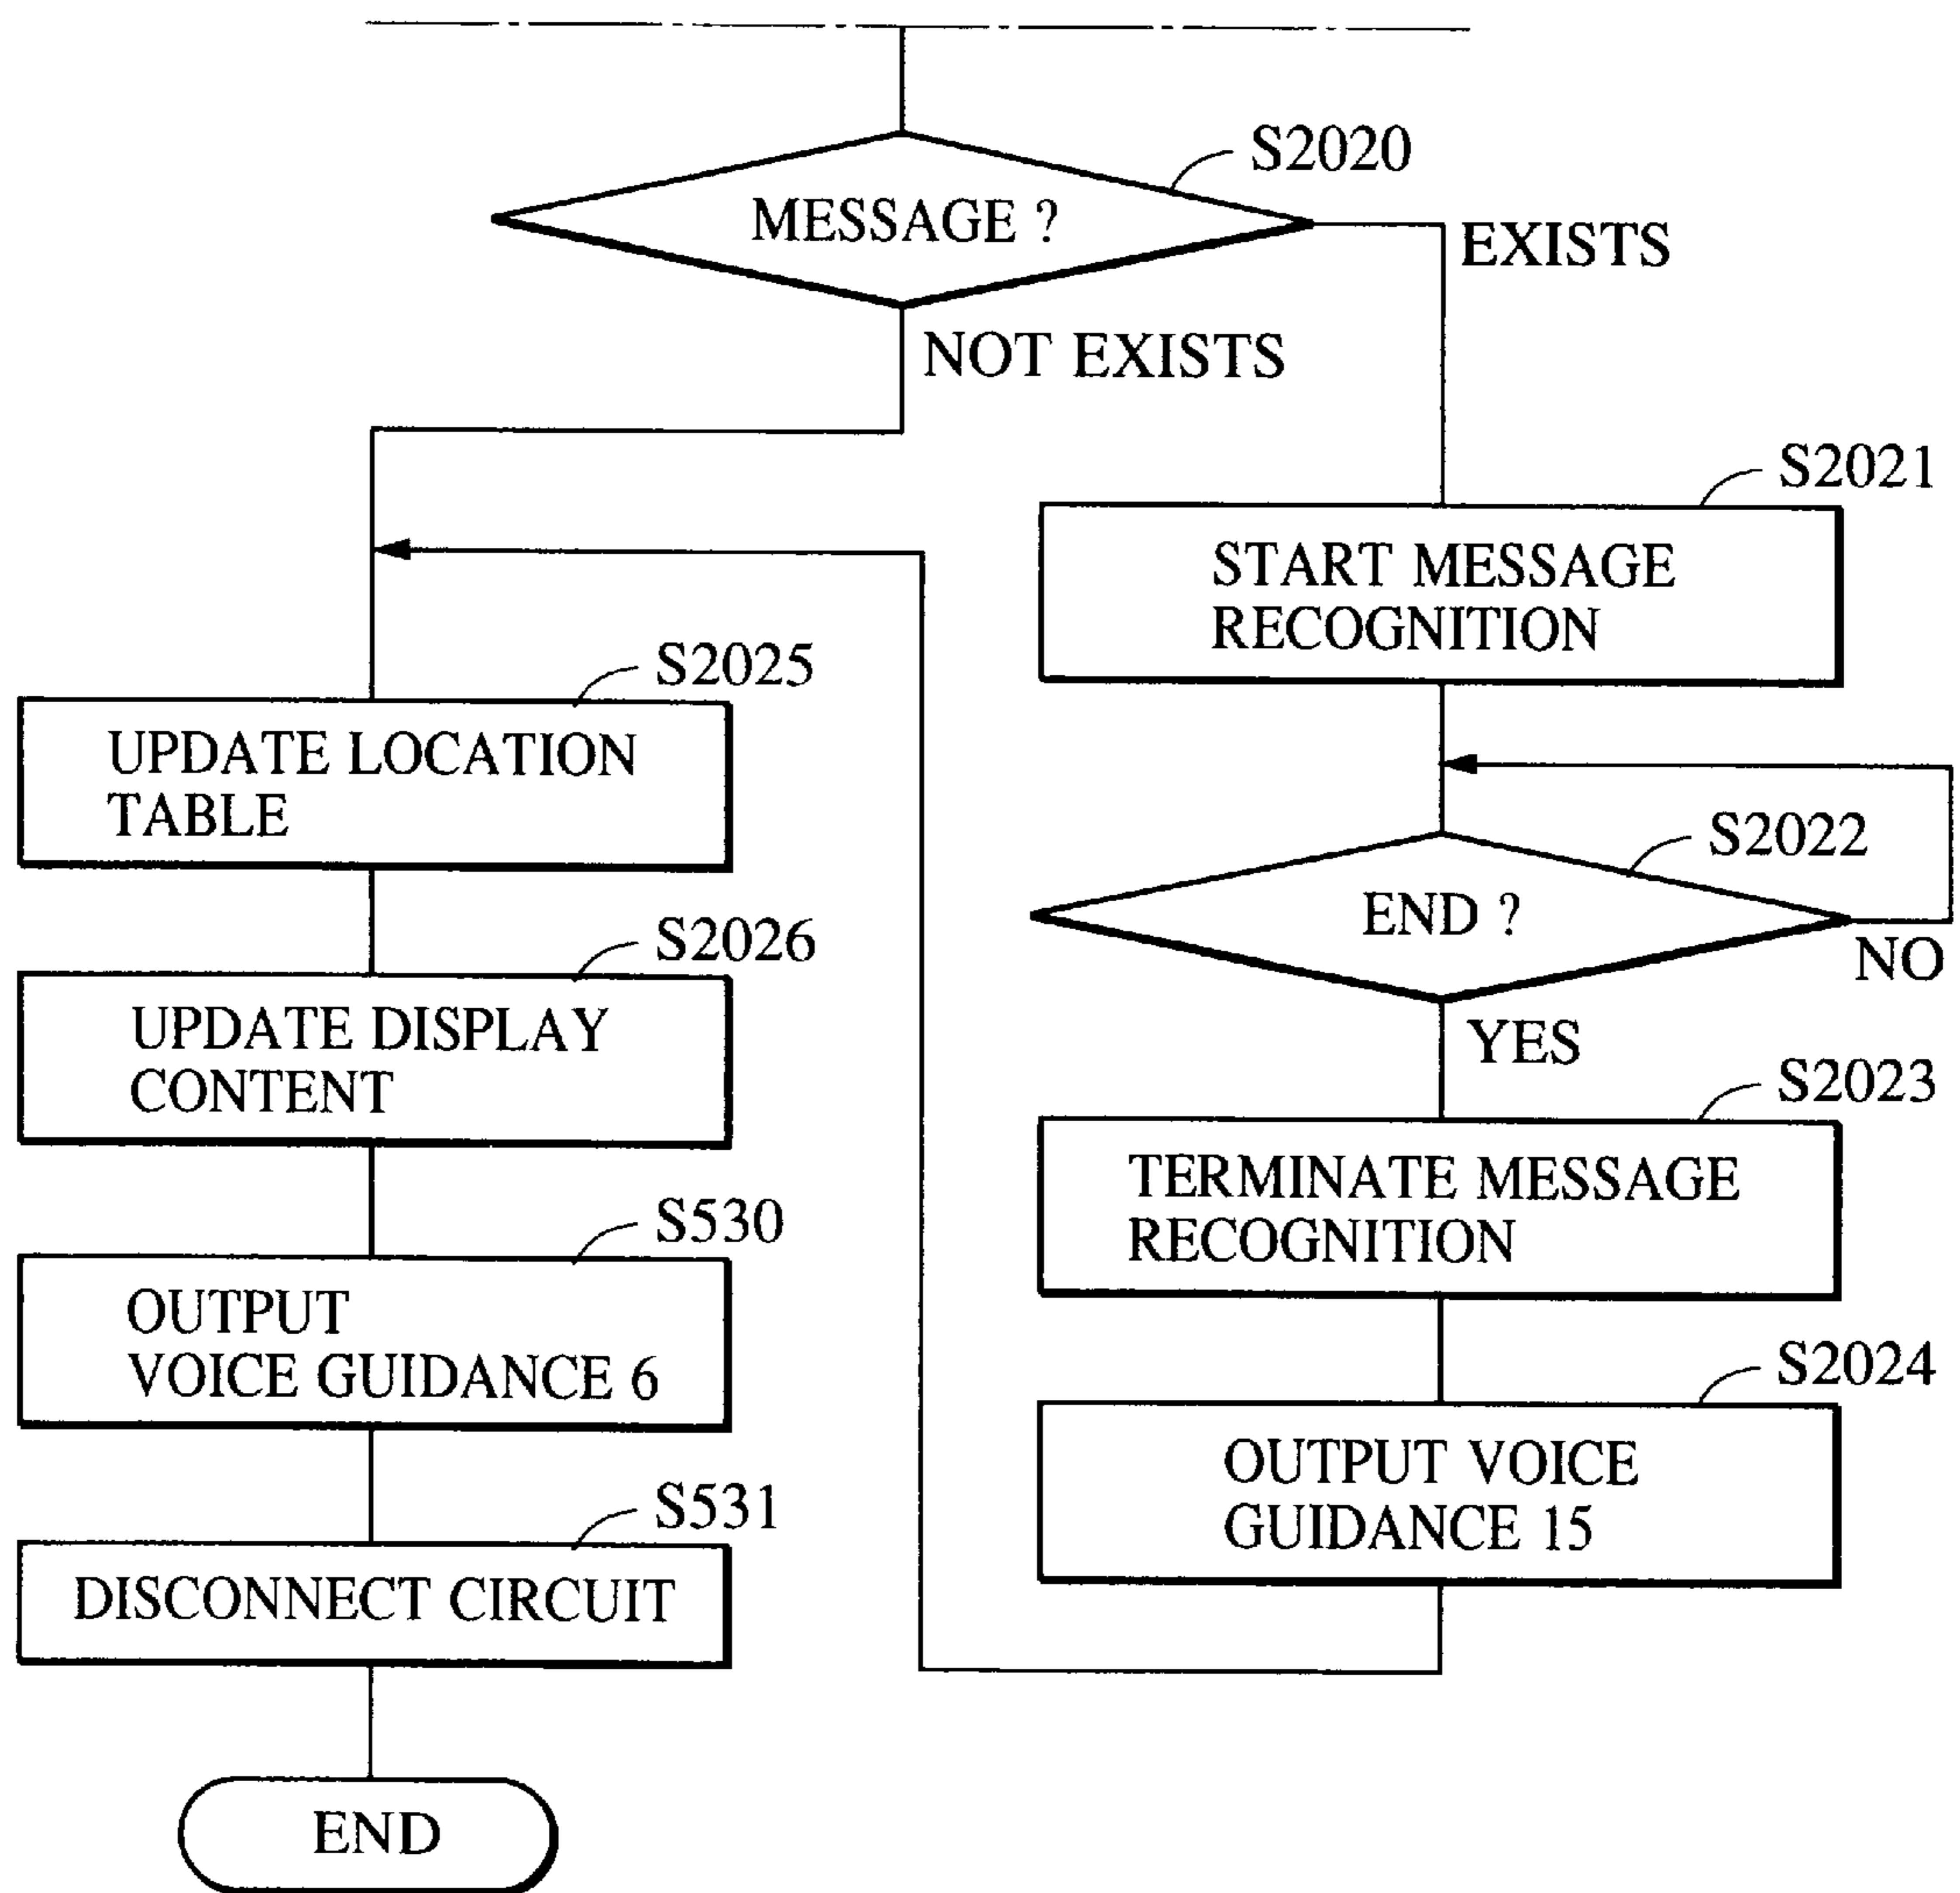 S2020
MESSAGE ?
EXISTS
NOT EXISTS
S2021
START MESSAGE
RECOGNITION
S2025
UPDATE LOCATION
TABLE
S2022
END ?
NO
YES
S2026
UPDATE DISPLAY
CONTENT
S2023
TERMINATE MESSAGE
RECOGNITION
S530
OUTPUT
VOICE GUIDANCE 6
S2024
OUTPUT VOICE
GUIDANCE 15
S531
DISCONNECT CIRCUIT
END